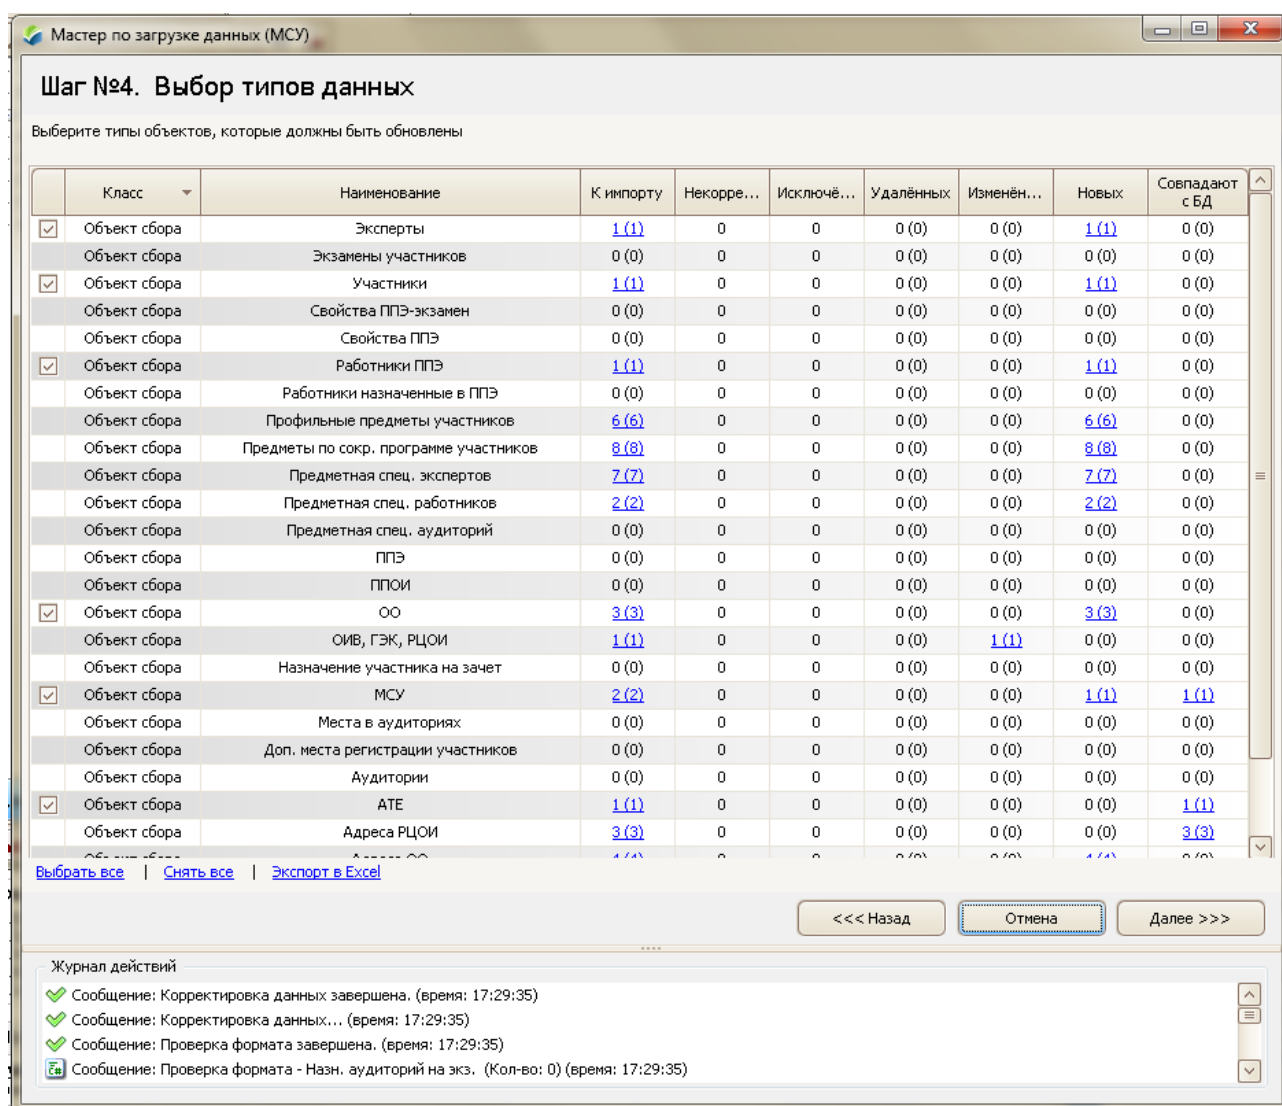 Мастер по загрузке данных (МСУ)
Шаг №4. Выбор типов данных
Выберите типы объектов, которые должны быть обновлены
Класс Наименование К импорту Некорре... Исключё... Удалённых Изменён... Новых Совпадают с БД
Объект сбора Эксперты 1 (1) 0 0 0 (0) 0 (0) 1 (1) 0 (0)
Объект сбора Экзамены участников 0 (0) 0 0 0 (0) 0 (0) 0 (0) 0 (0)
Объект сбора Участники 1 (1) 0 0 0 (0) 0 (0) 1 (1) 0 (0)
Объект сбора Свойства ППЭ-экзамен 0 (0) 0 0 0 (0) 0 (0) 0 (0) 0 (0)
Объект сбора Свойства ППЭ 0 (0) 0 0 0 (0) 0 (0) 0 (0) 0 (0)
Объект сбора Работники ППЭ 1 (1) 0 0 0 (0) 0 (0) 1 (1) 0 (0)
Объект сбора Работники назначенные в ППЭ 0 (0) 0 0 0 (0) 0 (0) 0 (0) 0 (0)
Объект сбора Профильные предметы участников 6 (6) 0 0 0 (0) 0 (0) 6 (6) 0 (0)
Объект сбора Предметы по сокр. программе участников 8 (8) 0 0 0 (0) 0 (0) 8 (8) 0 (0)
Объект сбора Предметная спец. экспертов 7 (7) 0 0 0 (0) 0 (0) 7 (7) 0 (0)
Объект сбора Предметная спец. работников 2 (2) 0 0 0 (0) 0 (0) 2 (2) 0 (0)
Объект сбора Предметная спец. аудиторий 0 (0) 0 0 0 (0) 0 (0) 0 (0) 0 (0)
Объект сбора ППЭ 0 (0) 0 0 0 (0) 0 (0) 0 (0) 0 (0)
Объект сбора ППОИ 0 (0) 0 0 0 (0) 0 (0) 0 (0) 0 (0)
Объект сбора ОО 3 (3) 0 0 0 (0) 0 (0) 3 (3) 0 (0)
Объект сбора ОИВ, ГЭК, РЦОИ 1 (1) 0 0 0 (0) 1 (1) 0 (0) 0 (0)
Объект сбора Назначение участника на зачет 0 (0) 0 0 0 (0) 0 (0) 0 (0) 0 (0)
Объект сбора МСУ 2 (2) 0 0 0 (0) 0 (0) 1 (1) 1 (1)
Объект сбора Места в аудиториях 0 (0) 0 0 0 (0) 0 (0) 0 (0) 0 (0)
Объект сбора Доп. места регистрации участников 0 (0) 0 0 0 (0) 0 (0) 0 (0) 0 (0)
Объект сбора Аудитории 0 (0) 0 0 0 (0) 0 (0) 0 (0) 0 (0)
Объект сбора АТЕ 1 (1) 0 0 0 (0) 0 (0) 0 (0) 1 (1)
Объект сбора Адреса РЦОИ 3 (3) 0 0 0 (0) 0 (0) 0 (0) 3 (3)
Выбрать все | Снять все | Экспорт в Excel
<<< Назад Отмена Далее >>>
Журнал действий
Сообщение: Корректировка данных завершена. (время: 17:29:35)
Сообщение: Корректировка данных... (время: 17:29:35)
Сообщение: Проверка формата завершена. (время: 17:29:35)
Сообщение: Проверка формата - Назн. аудиторий на экз. (Кол-во: 0) (время: 17:29:35)